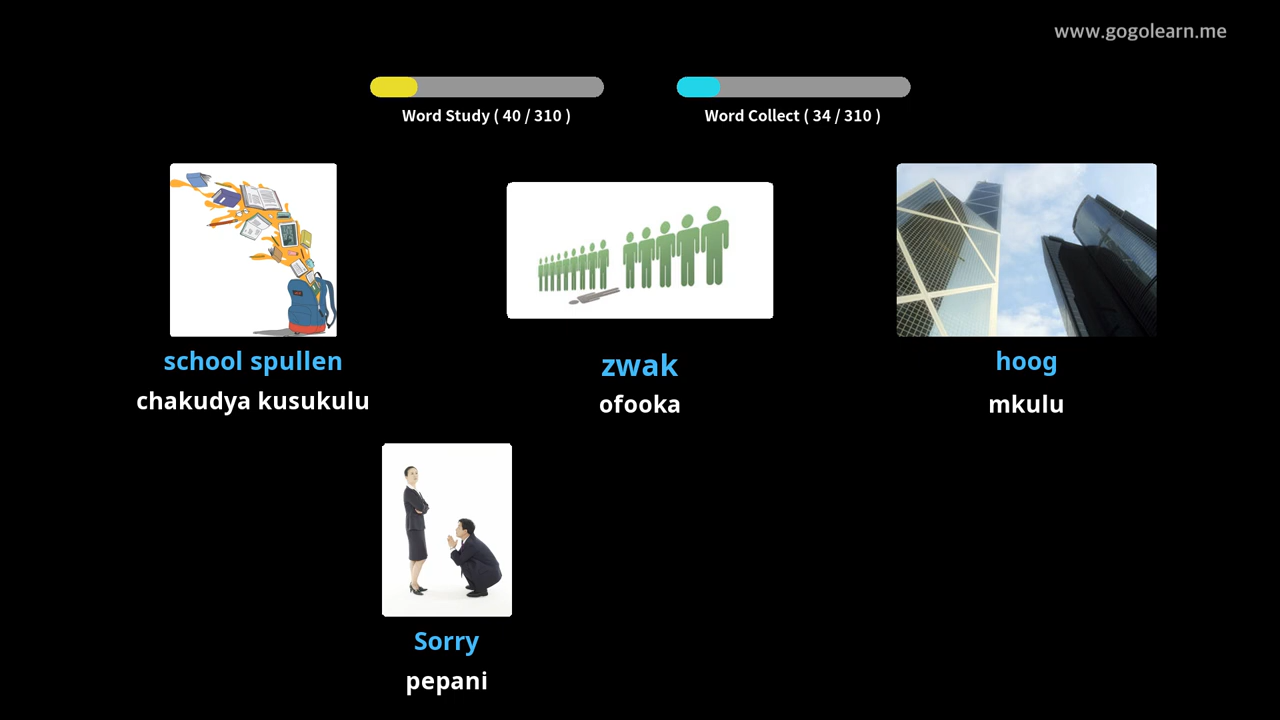 www.gogolearn.me
Word Study ( 40 / 310 )
Word Collect ( 34 / 310 )
school spullen
chakudya kusukulu
zwak
ofooka
hoog
mkulu
Sorry
pepani